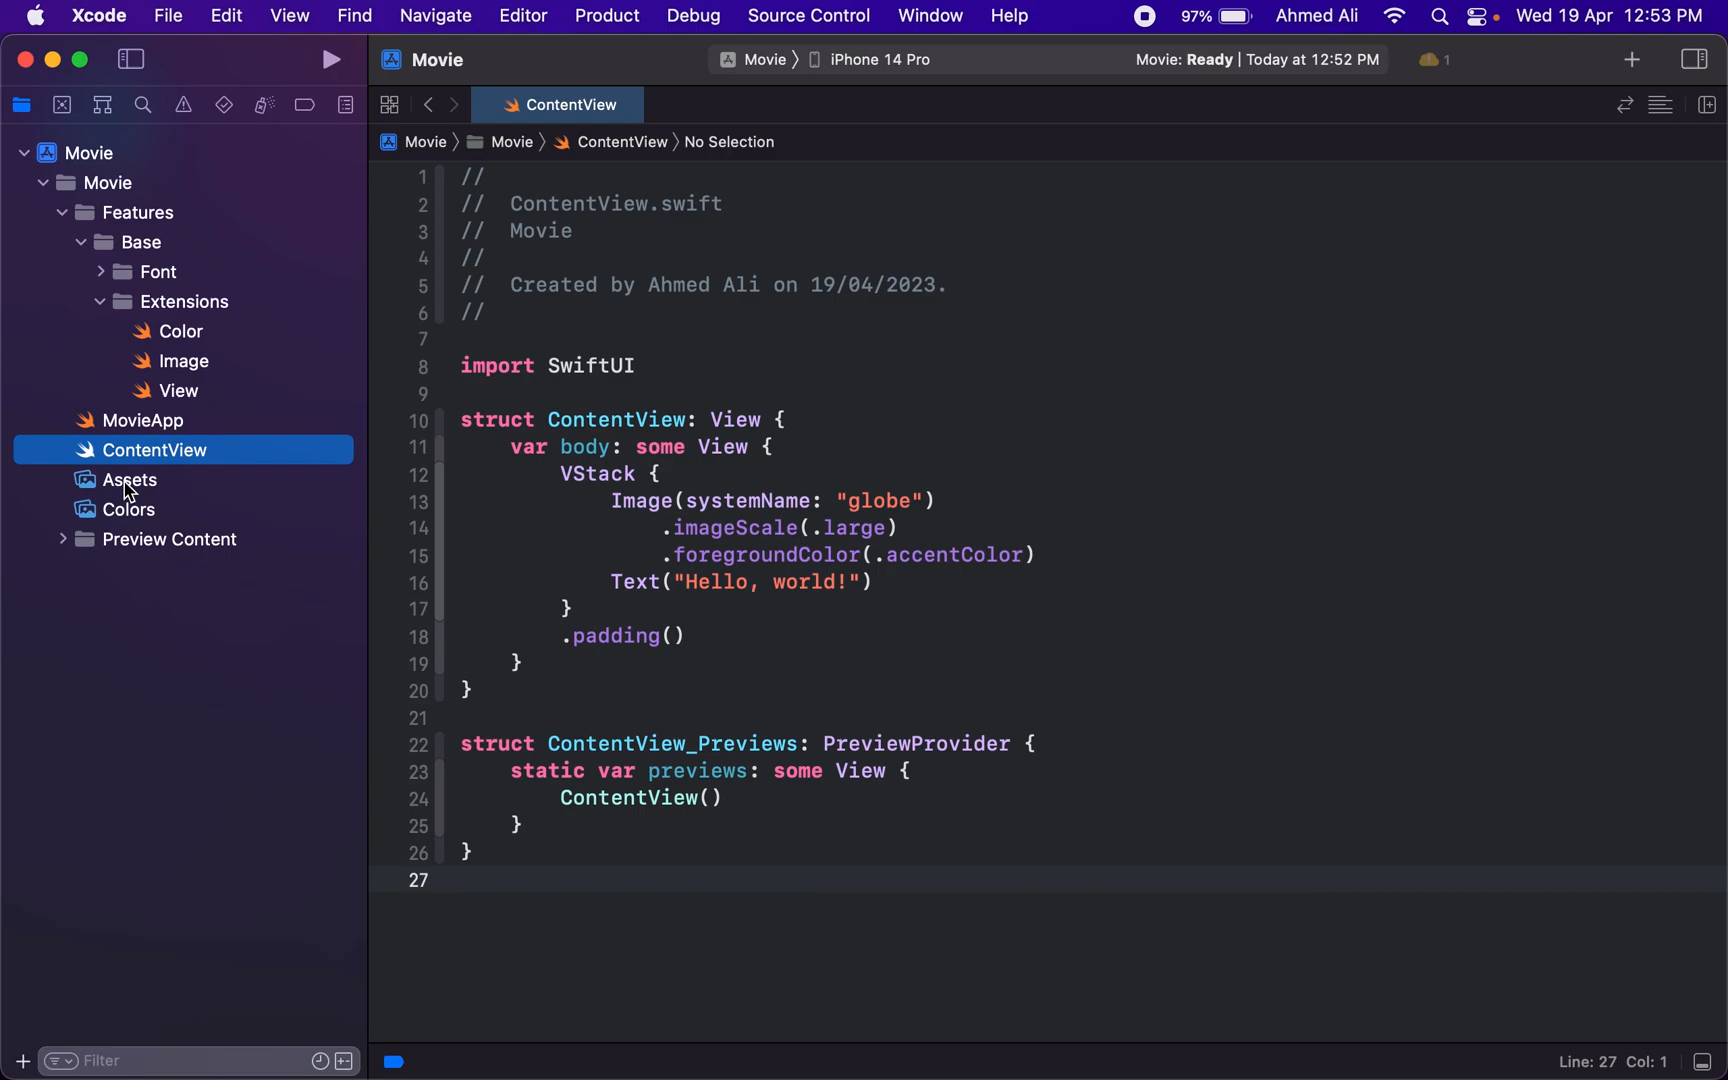 Xcode File Edit View Find Navigate Editor Product Debug Source Control Window Help 97% Ahmed Ali Wed 19 Apr 12:53 PM
Movie Movie 〉 iPhone 14 Pro Movie: Ready | Today at 12:52 PM 1
ContentView
Movie 〉 Movie 〉 ContentView 〉 No Selection
Movie
Movie
Features
Base
Font
Extensions
Color
Image
View
MovieApp
ContentView
Assets
Colors
Preview Content
Filter
1 //
2 //  ContentView.swift
3 //  Movie
4 //
5 //  Created by Ahmed Ali on 19/04/2023.
6 //
7
8 import SwiftUI
9
10 struct ContentView: View {
11     var body: some View {
12         VStack {
13             Image(systemName: "globe")
14                 .imageScale(.large)
15                 .foregroundColor(.accentColor)
16             Text("Hello, world!")
17         }
18         .padding()
19     }
20 }
21
22 struct ContentView_Previews: PreviewProvider {
23     static var previews: some View {
24         ContentView()
25     }
26 }
27
Line: 27 Col: 1